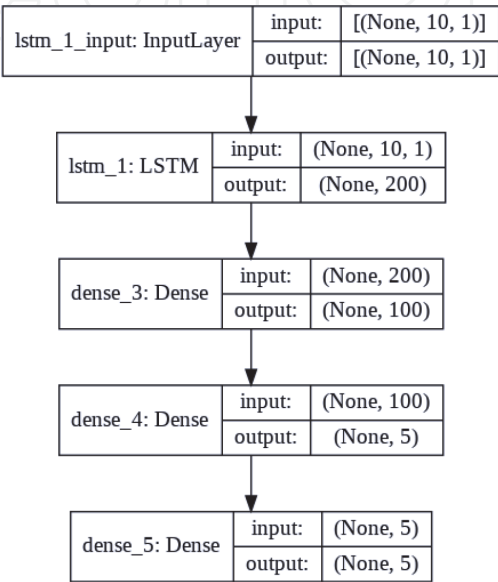 lstm_1_input: InputLayer
input: [(None, 10, 1)]
output: [(None, 10, 1)]
lstm_1: LSTM
input: (None, 10, 1)
output: (None, 200)
dense_3: Dense
input: (None, 200)
output: (None, 100)
dense_4: Dense
input: (None, 100)
output: (None, 5)
dense_5: Dense
input: (None, 5)
output: (None, 5)